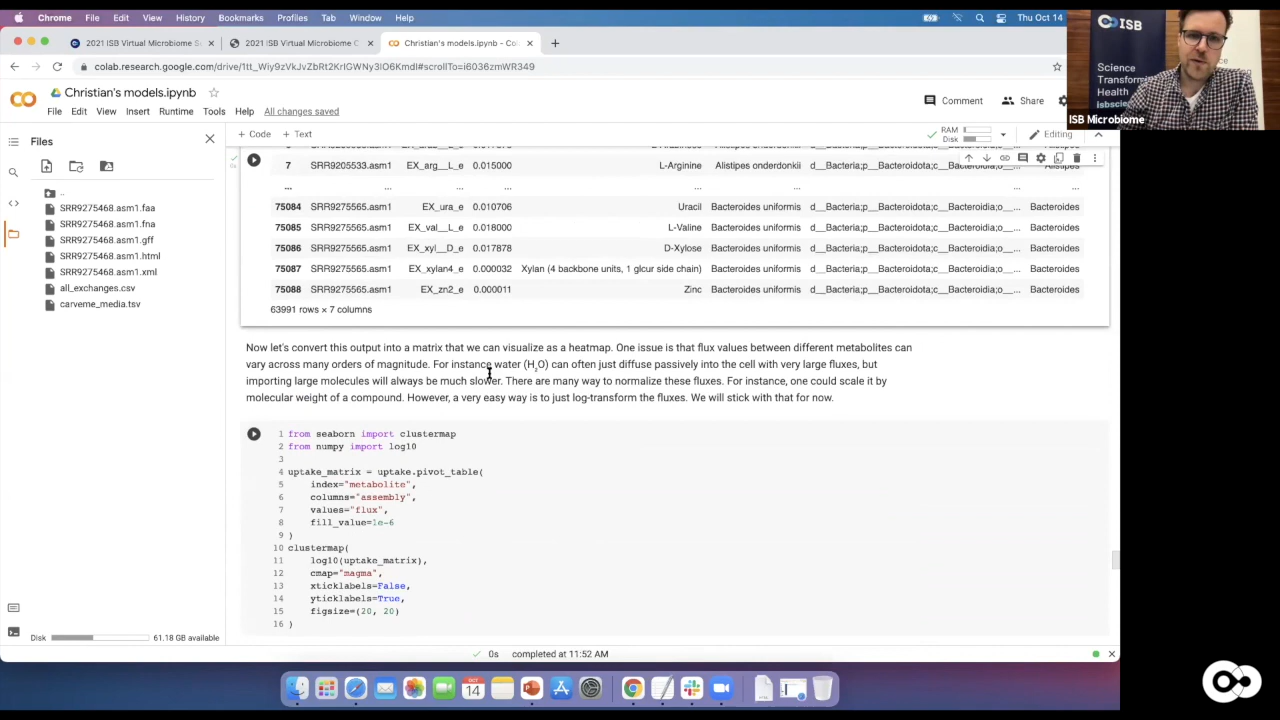 Chrome File Edit View History Bookmarks Profiles Tab Window Help Thu Oct 14
2021 ISB Virtual Microbiome 2021 ISB Virtual Microbiome Christian's models.ipynb - Co
colab.research.google.com/drive/1tt_Wiy9zVkJvZbRt2KrIGWNy3lO6Kmdl#scrollTo=i6036zmWR349
Christian's models.ipynb
Comment Share
File Edit View Insert Runtime Tools Help All changes saved
Files
+ Code + Text RAM Disk Editing
..
SRR9275468.asm1.faa
SRR9275468.asm1.fna
SRR9275468.asm1.gff
SRR9275468.asm1.html
SRR9275468.asm1.xml
all_exchanges.csv
carveme_media.tsv
Disk 61.18 GB available
7 SRR9275533.asm1 EX_arg__L_e 0.015000 L-Arginine Alistipes onderdonkii d__Bacteria;p__Bacteroidota;c__Bacteroidia;o__... Alistipes
... ... ... ... ... ... ... ...
75084 SRR9275565.asm1 EX_ura_e 0.010706 Uracil Bacteroides uniformis d__Bacteria;p__Bacteroidota;c__Bacteroidia;o__... Bacteroides
75085 SRR9275565.asm1 EX_val__L_e 0.018000 L-Valine Bacteroides uniformis d__Bacteria;p__Bacteroidota;c__Bacteroidia;o__... Bacteroides
75086 SRR9275565.asm1 EX_xyl__D_e 0.017878 D-Xylose Bacteroides uniformis d__Bacteria;p__Bacteroidota;c__Bacteroidia;o__... Bacteroides
75087 SRR9275565.asm1 EX_xylan4_e 0.000032 Xylan (4 backbone units, 1 glcur side chain) Bacteroides uniformis d__Bacteria;p__Bacteroidota;c__Bacteroidia;o__... Bacteroides
75088 SRR9275565.asm1 EX_zn2_e 0.000011 Zinc Bacteroides uniformis d__Bacteria;p__Bacteroidota;c__Bacteroidia;o__... Bacteroides
63991 rows × 7 columns
Now let's convert this output into a matrix that we can visualize as a heatmap. One issue is that flux values between different metabolites can
vary across many orders of magnitude. For instance water (H2O) can often just diffuse passively into the cell with very large fluxes, but
importing large molecules will always be much slower. There are many way to normalize these fluxes. For instance, one could scale it by
molecular weight of a compound. However, a very easy way is to just log-transform the fluxes. We will stick with that for now.
1 from seaborn import clustermap
2 from numpy import log10
3
4 uptake_matrix = uptake.pivot_table(
5 index="metabolite",
6 columns="assembly",
7 values="flux",
8 fill_value=1e-6
9 )
10 clustermap(
11 log10(uptake_matrix),
12 cmap="magma",
13 xticklabels=False,
14 yticklabels=True,
15 figsize=(20, 20)
16 )
0s completed at 11:52 AM
OCT
14
ISB
Science
Transform
Health
ISB Microbiome